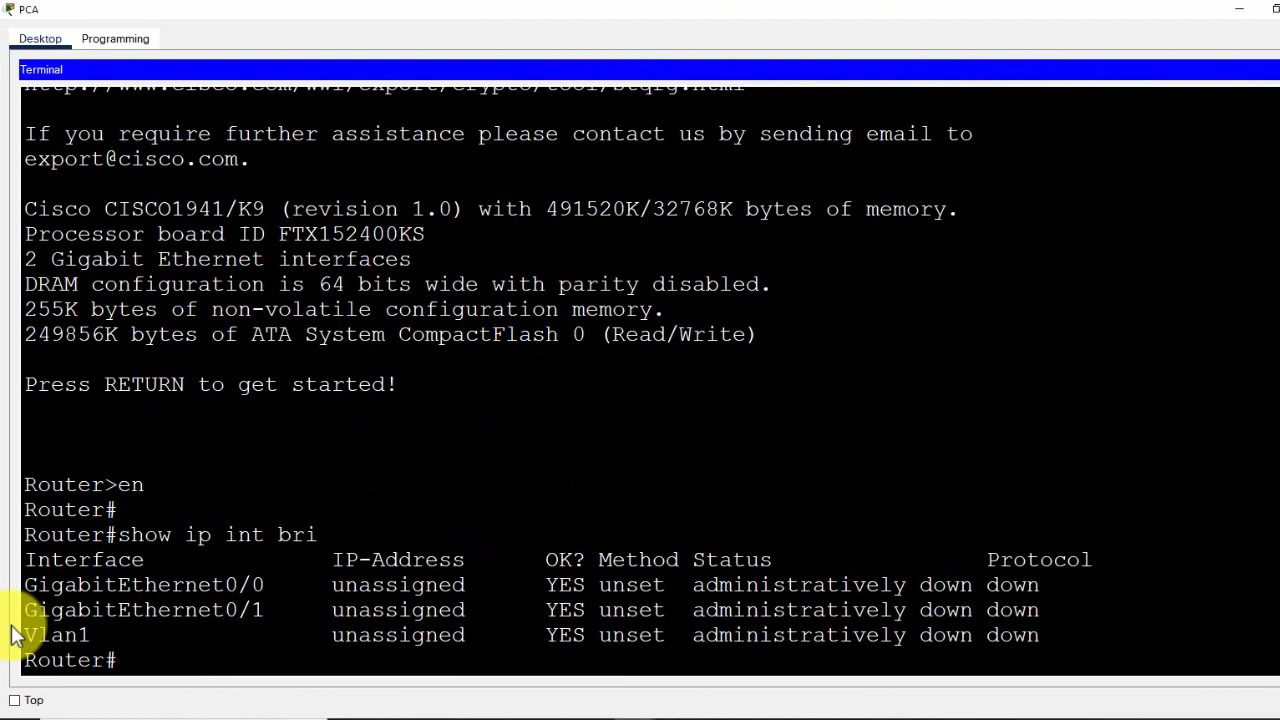 PCA
Desktop Programming
Terminal
http://www.cisco.com/wwl/export/crypto/tool/stqrg.html
If you require further assistance please contact us by sending email to
export@cisco.com.
Cisco CISCO1941/K9 (revision 1.0) with 491520K/32768K bytes of memory.
Processor board ID FTX152400KS
2 Gigabit Ethernet interfaces
DRAM configuration is 64 bits wide with parity disabled.
255K bytes of non-volatile configuration memory.
249856K bytes of ATA System CompactFlash 0 (Read/Write)
Press RETURN to get started!
Router>en
Router#
Router#show ip int bri
Interface IP-Address OK? Method Status Protocol
GigabitEthernet0/0 unassigned YES unset administratively down down
GigabitEthernet0/1 unassigned YES unset administratively down down
Vlan1 unassigned YES unset administratively down down
Router#
Top